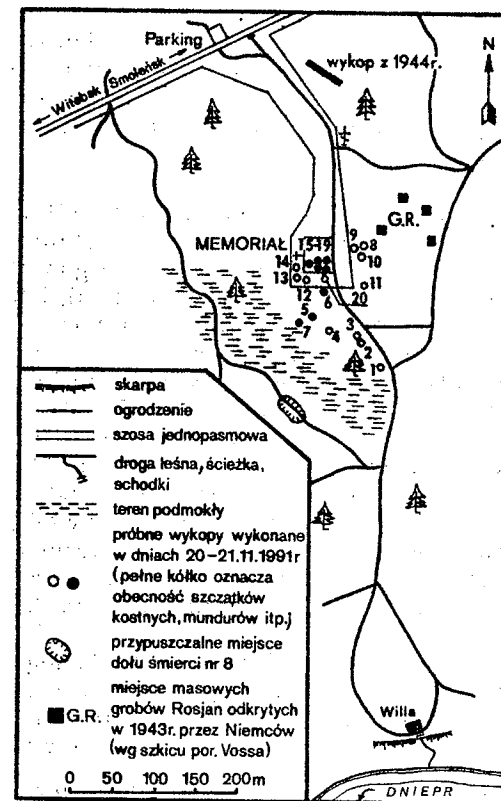 Parking
N
wykop z 1944r.
Witebsk Smoleńsk
G.R.
MEMORIAŁ
15-19
9
8
10
14
13
12
11
20
6
5
7
4
3
2
1
skarpa
ogrodzenie
szosa jednopasmowa
droga leśna, ścieżka,
schodki
teren podmokły
próbne wykopy wykonane
w dniach 20-21.11.1991r
(pełne kółko oznacza
obecność szczątków
kostnych, mundurów itp.)
przypuszczalne miejsce
dołu śmierci nr 8
miejsce masowych
G.R. grobów Rosjan odkrytych
w 1943r. przez Niemców
(wg szkicu por. Vossa)
0 50 100 200m
Willa
DNIEPR